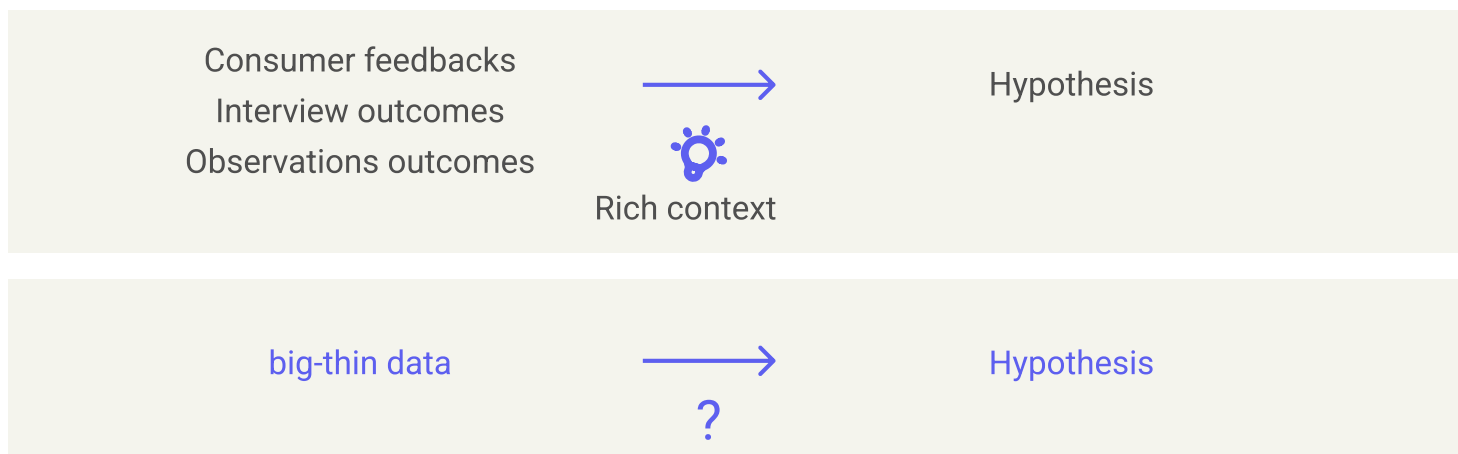 Consumer feedbacks
Interview outcomes
Observations outcomes
Hypothesis
Rich context
big-thin data
Hypothesis
?